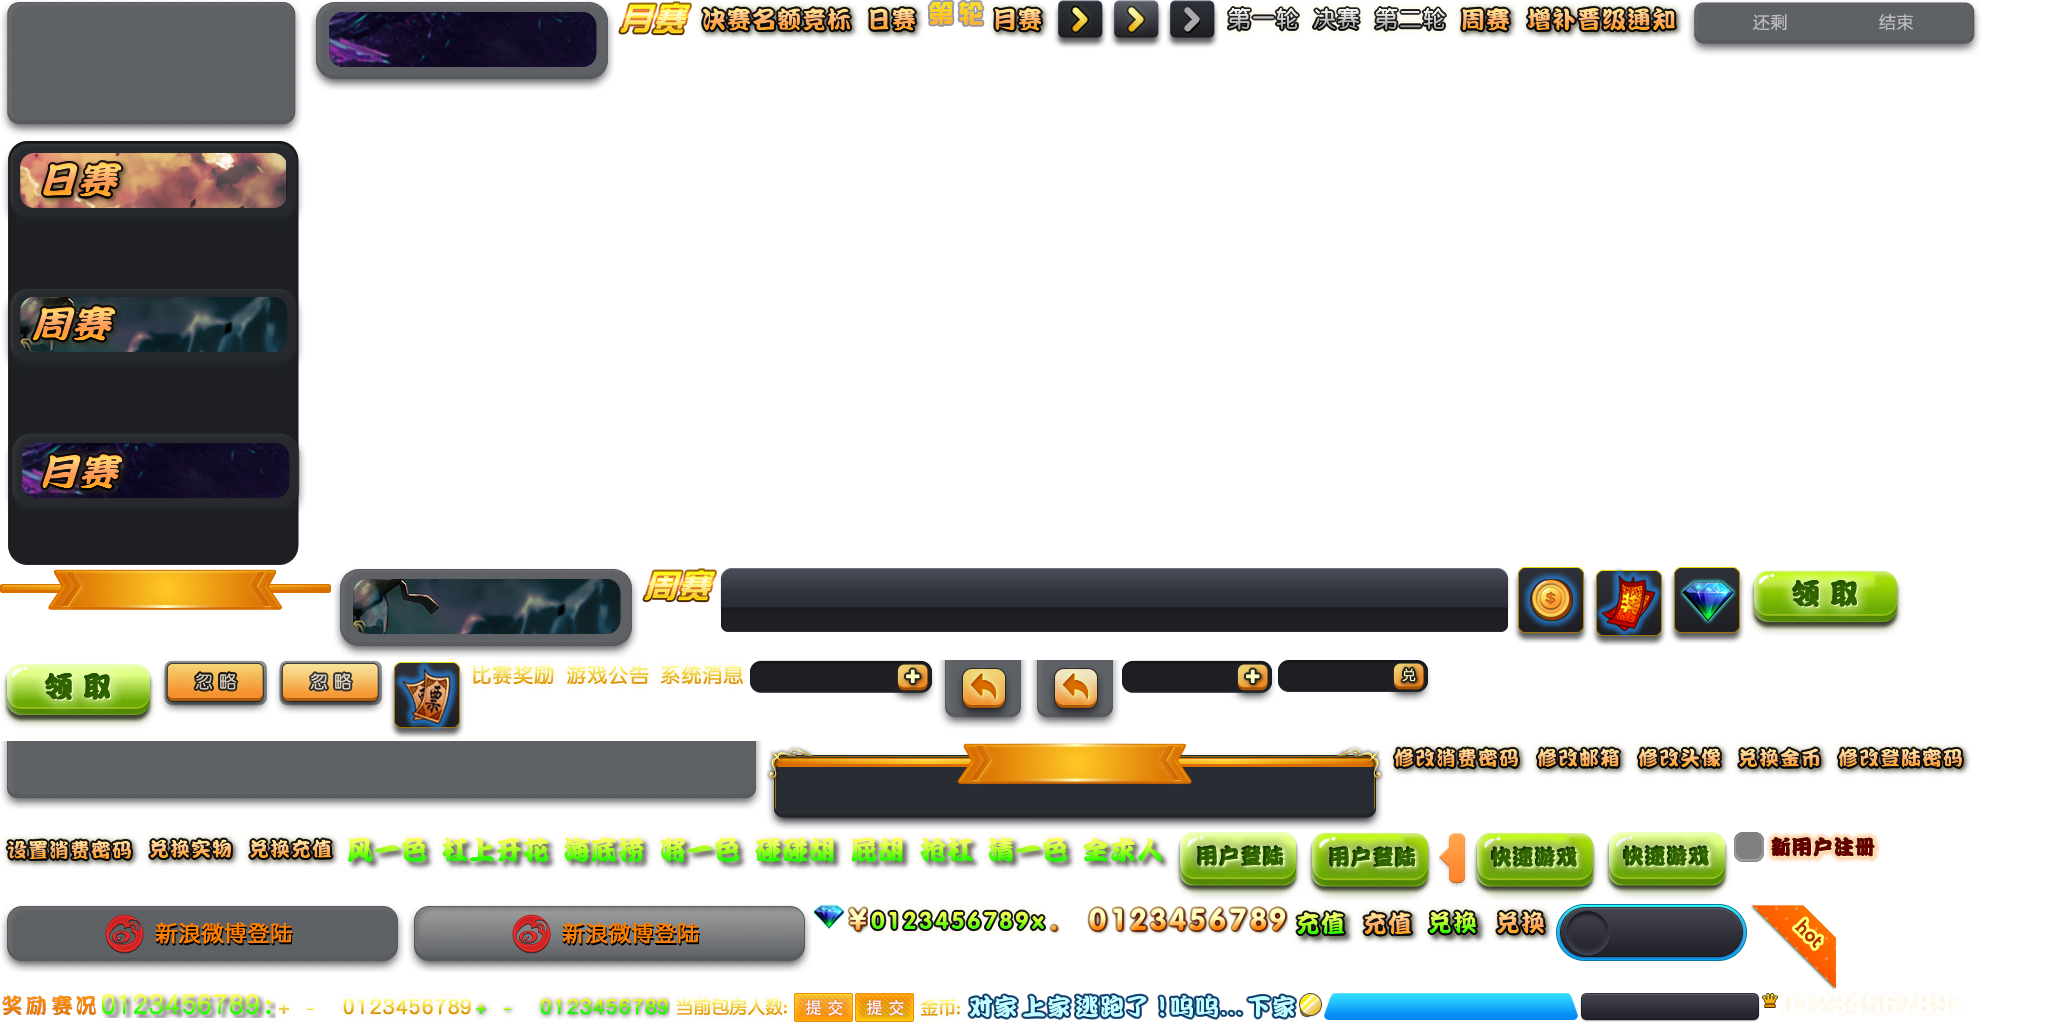 月赛 决赛名额竞标 日赛 第轮 月赛 第一轮 决赛 第二轮 周赛 增补晋级通知 还剩 结束
日赛
周赛
月赛
周赛 领取
领取 忽略 忽略 票 比赛奖励 游戏公告 系统消息 兑
修改消费密码 修改邮箱 修改头像 兑换金币 修改登陆密码
设置消费密码 兑换实物 兑换充值 风一色 杠上开花 海底捞 将一色 碰碰胡 屁胡 抢杠 清一色 全求人 用户登陆 用户登陆 快速游戏 快速游戏 新用户注册
新浪微博登陆 新浪微博登陆 ¥0123456789x. 0123456789 充值 充值 兑换 兑换 hot
奖励 赛况 0123456789:+ - 0123456789+ - 0123456789 当前包房人数: 提交 提交 金币: 对家上家逃跑了!呜呜...下家 0123456789